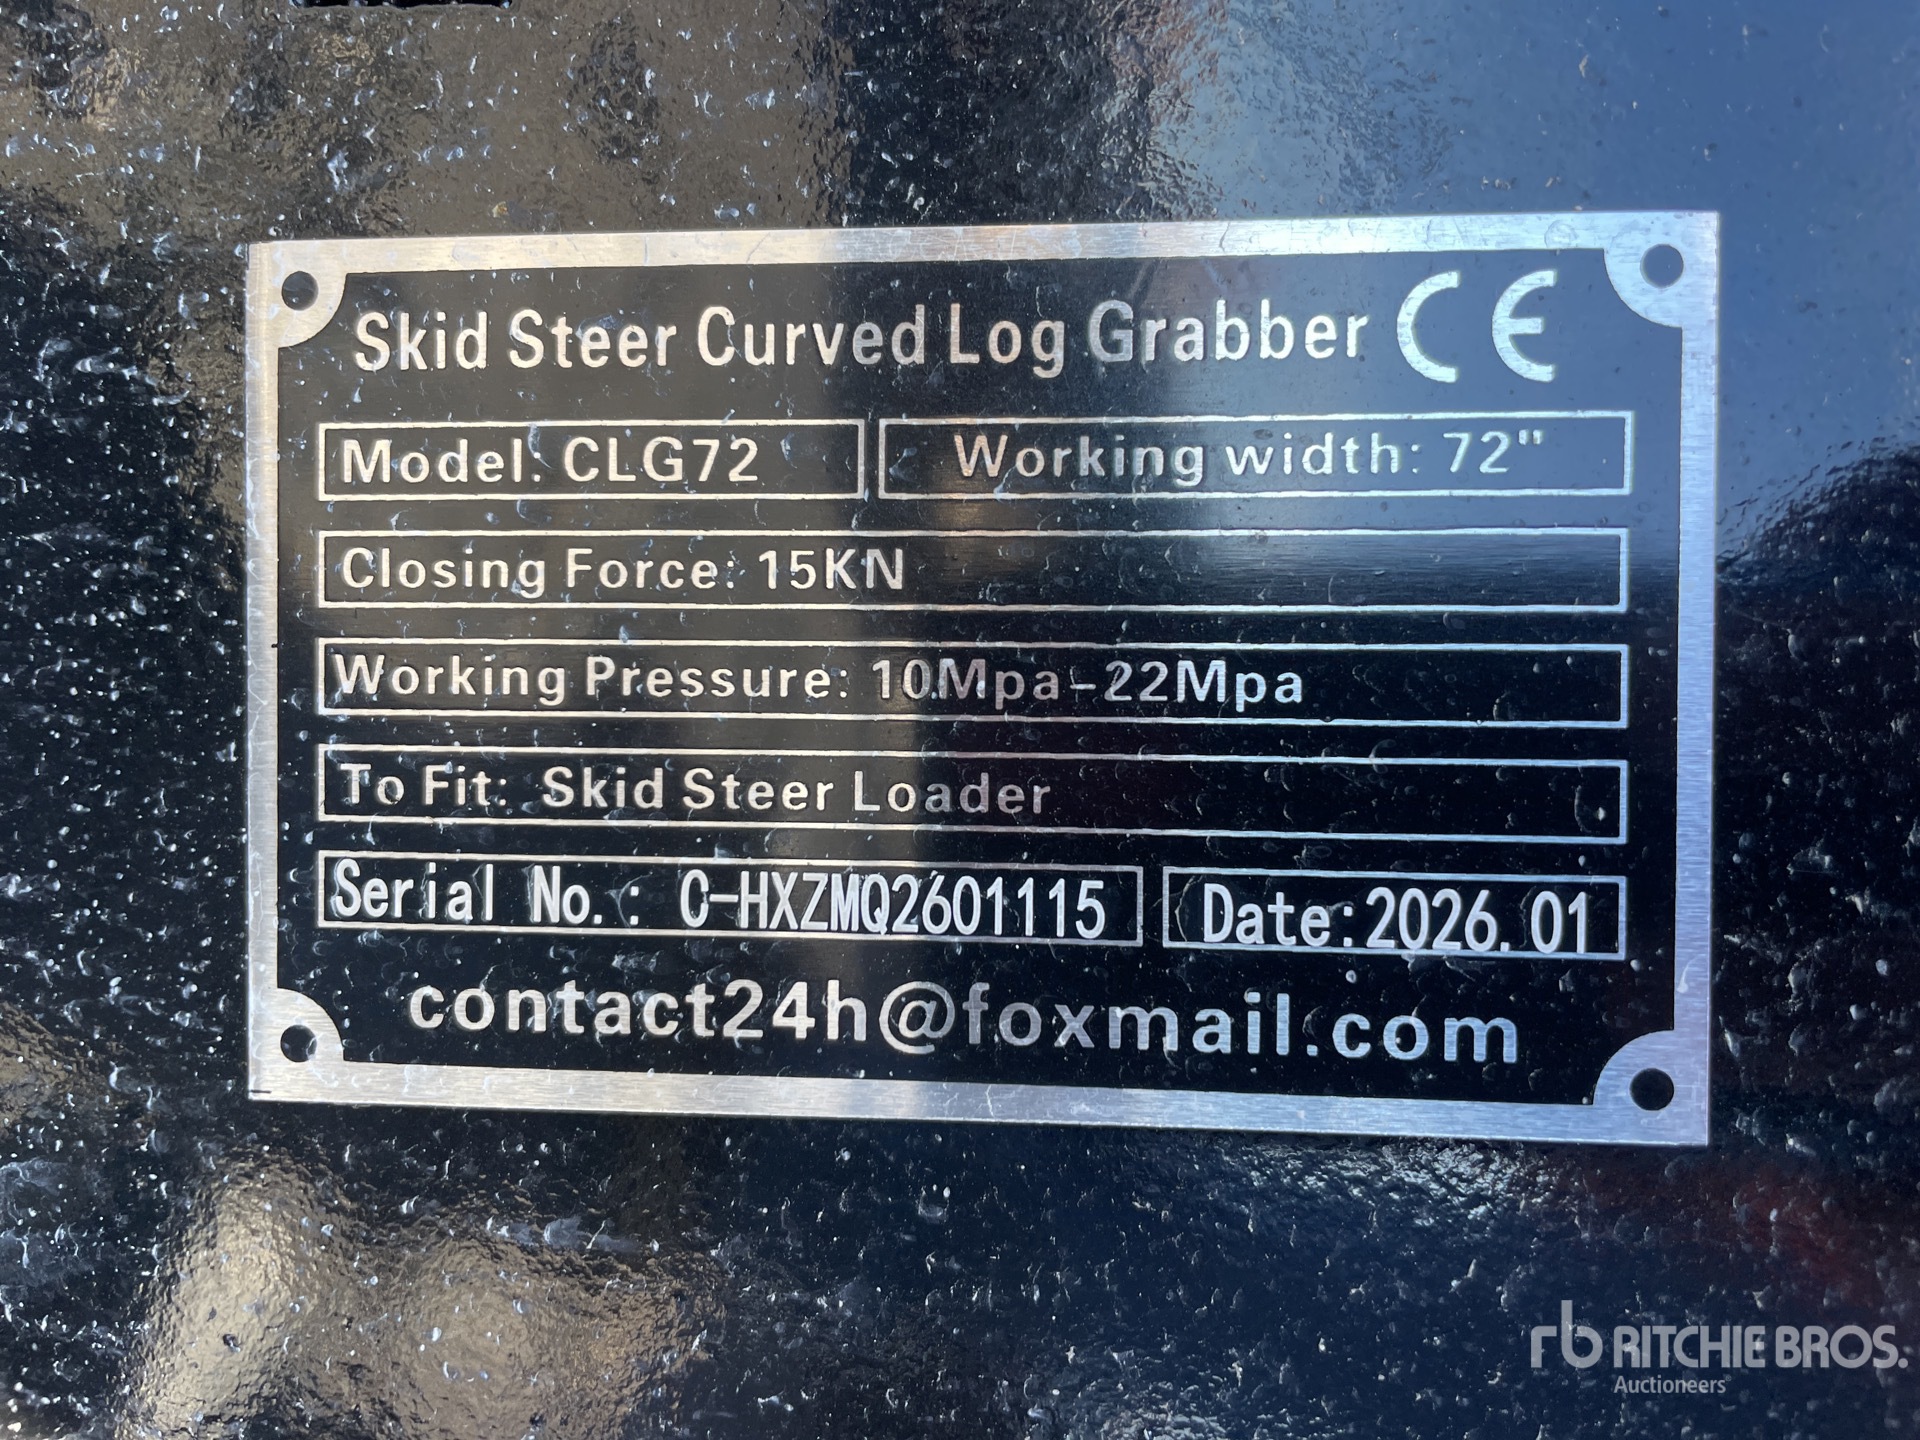 Skid Steer Curved Log Grabber CE
Model: CLG72
Working width: 72"
Closing Force: 15KN
Working Pressure: 10Mpa-22Mpa
To Fit: Skid Steer Loader
Serial No.: C-HXZMQ2601115
Date:2026.01
contact24h@foxmail.com
rb RITCHIE BROS.
Auctioneers